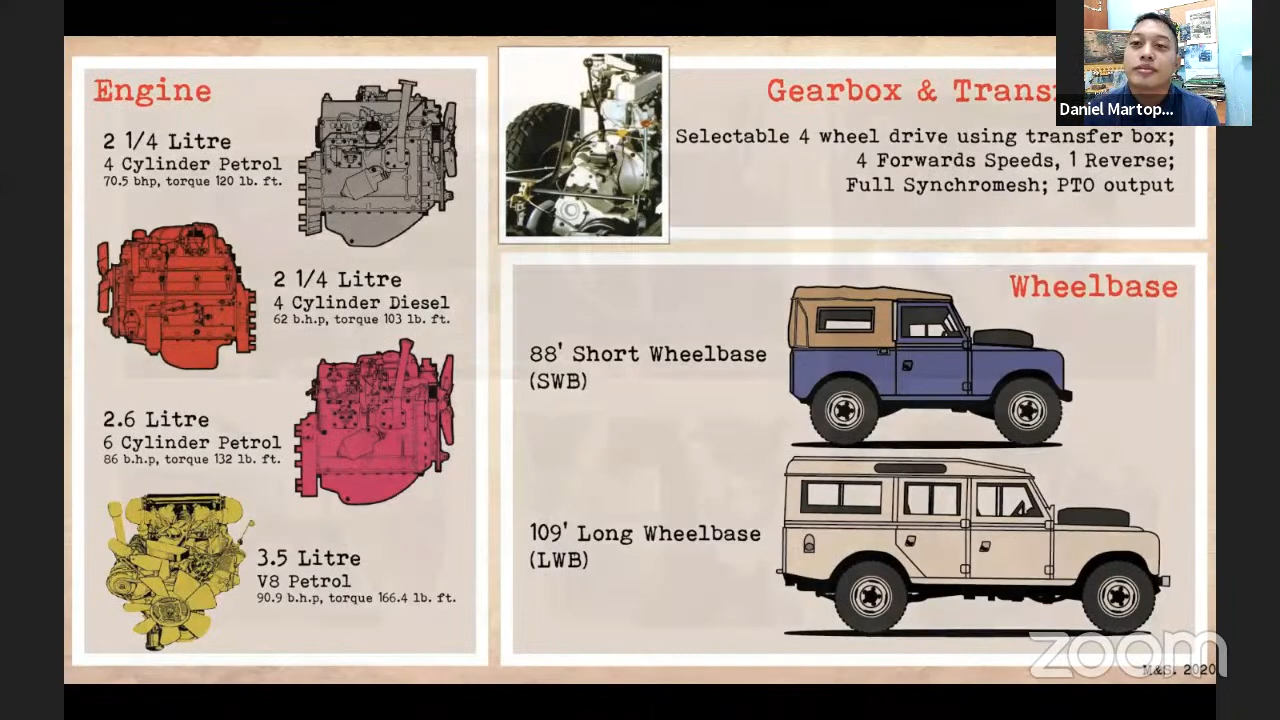 Engine
2 1/4 Litre
4 Cylinder Petrol
70.5 bhp, torque 120 lb. ft.
2 1/4 Litre
4 Cylinder Diesel
62 b.h.p, torque 103 lb. ft.
2.6 Litre
6 Cylinder Petrol
86 b.h.p, torque 132 lb. ft.
3.5 Litre
V8 Petrol
90.9 b.h.p, torque 166.4 lb. ft.
Gearbox &
Selectable 4 wheel drive using transfer box;
4 Forwards Speeds, 1 Reverse;
Full Synchromesh; PTO output
Wheelbase
88' Short Wheelbase
(SWB)
109' Long Wheelbase
(LWB)
Daniel Martop...
zoom
M&S. 2020